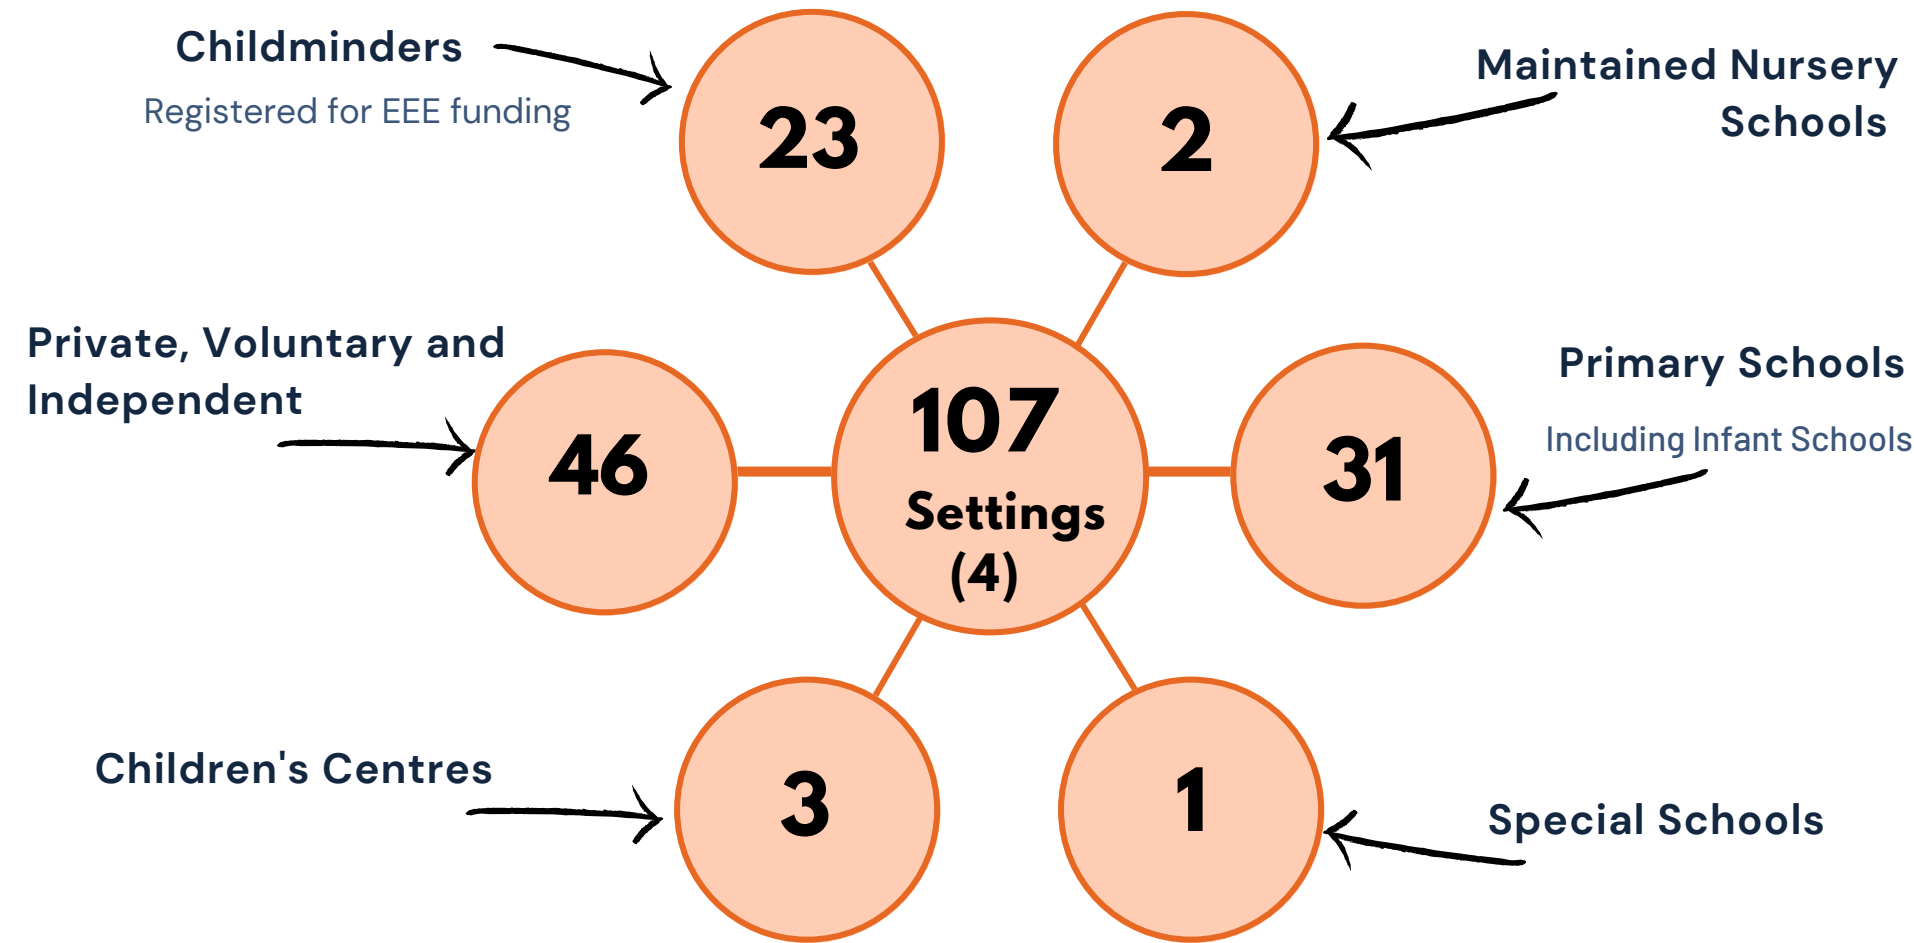 Childminders
Registered for EEE funding
23
2
Maintained Nursery
Schools
Private, Voluntary and
Independent
46
107
Settings
(4)
31
Primary Schools
Including Infant Schools
Children's Centres
3
1
Special Schools